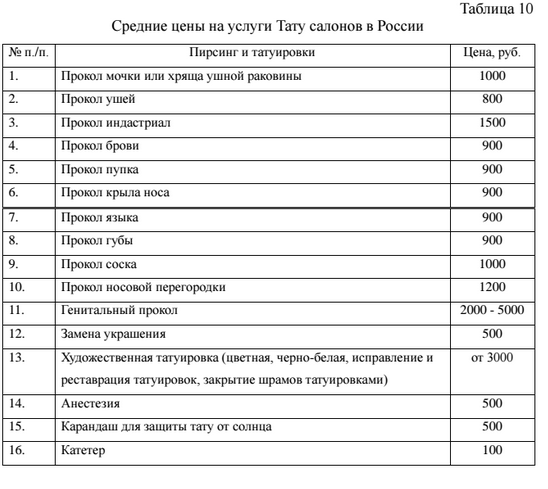 Таблица 10
Средние цены на услуги Тату салонов в России
№ п./п. Пирсинг и татуировки Цена, руб.
1. Прокол мочки или хряща ушной раковины 1000
2. Прокол ушей 800
3. Прокол индастриал 1500
4. Прокол брови 900
5. Прокол пупка 900
6. Прокол крыла носа 900
7. Прокол языка 900
8. Прокол губы 900
9. Прокол соска 1000
10. Прокол носовой перегородки 1200
11. Генитальный прокол 2000 - 5000
12. Замена украшения 500
13. Художественная татуировка (цветная, черно-белая, исправление и от 3000
реставрация татуировок, закрытие шрамов татуировками)
14. Анестезия 500
15. Карандаш для защиты тату от солнца 500
16. Катетер 100